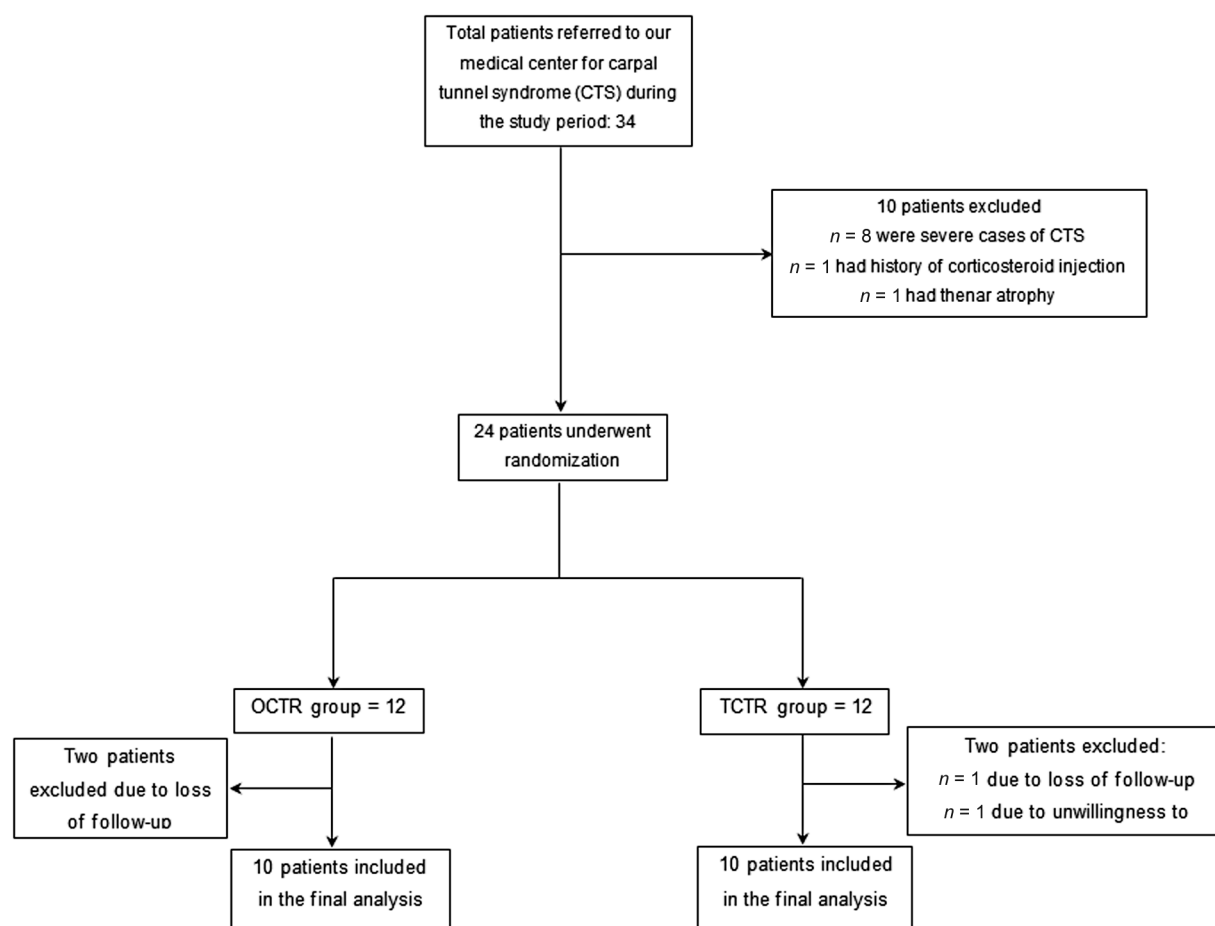 Total patients referred to our
medical center for carpal
tunnel syndrome (CTS) during
the study period: 34
10 patients excluded
n = 8 were severe cases of CTS
n = 1 had history of corticosteroid injection
n = 1 had thenar atrophy
24 patients underwent
randomization
OCTR group = 12
TCTR group = 12
Two patients
excluded due to loss
of follow-up
Two patients excluded:
n = 1 due to loss of follow-up
n = 1 due to unwillingness to
10 patients included
in the final analysis
10 patients included
in the final analysis